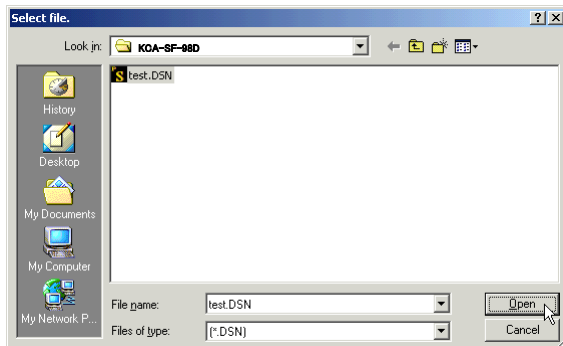 Select file.
Look in: KOA-SF-98D
test.DSN
History
Desktop
My Documents
My Computer
My Network P...
File name: test.DSN
Open
Files of type: (*.DSN)
Cancel